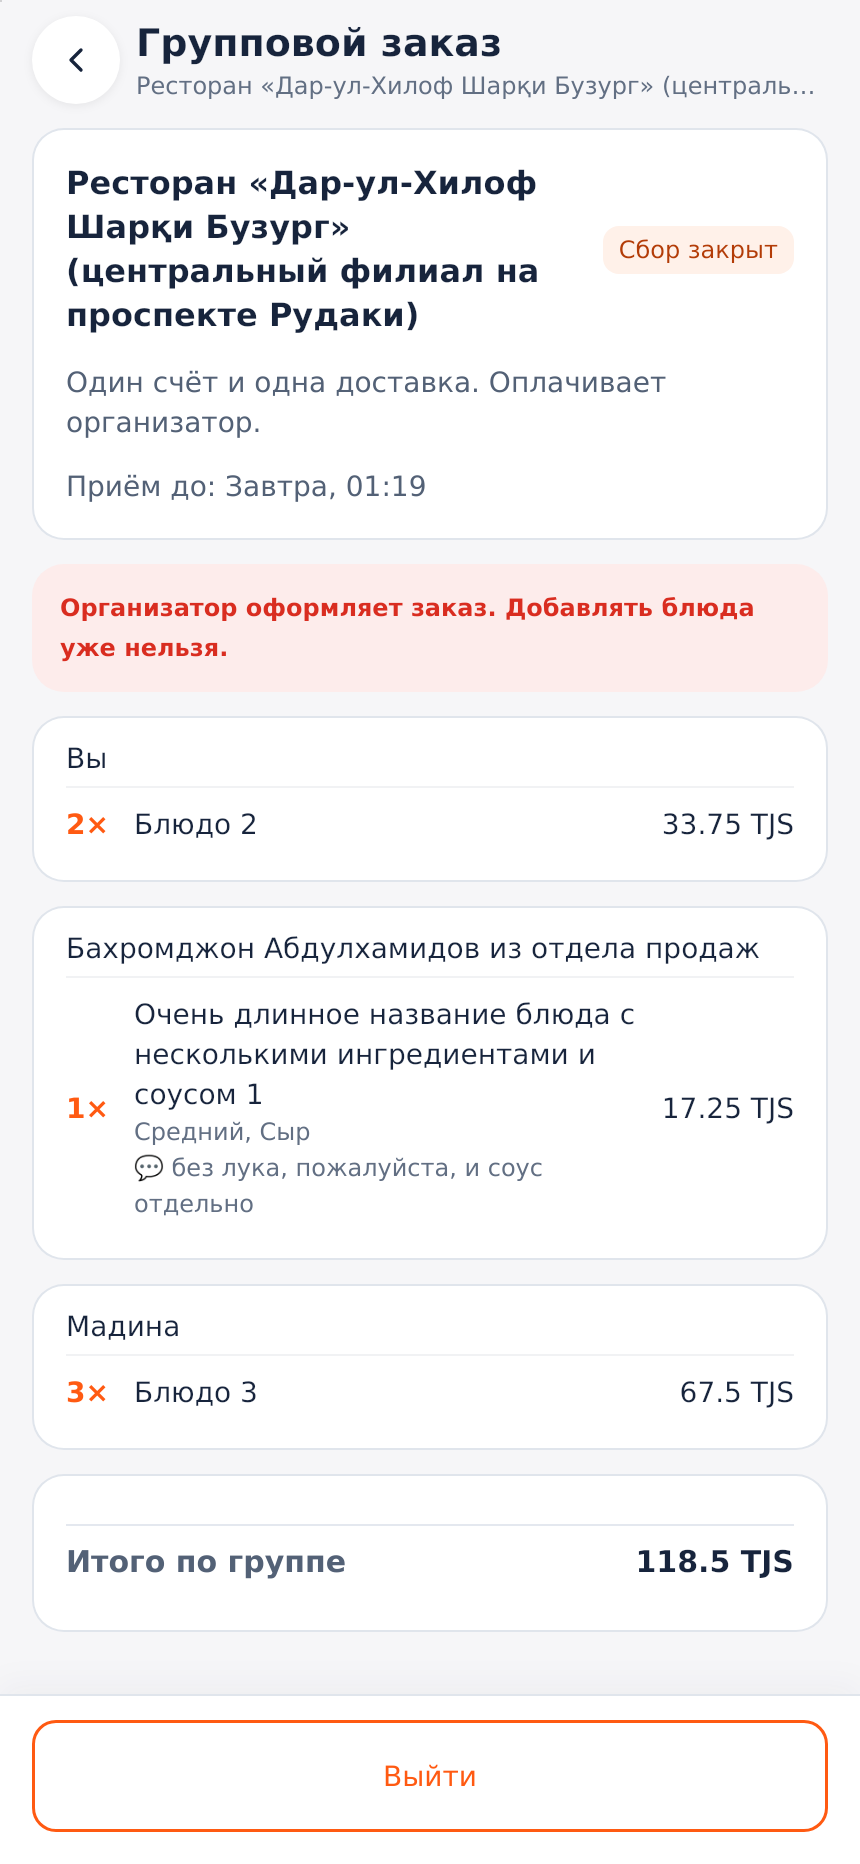 Групповой заказ
Ресторан «Дар-ул-Хилоф Шарқи Бузург» (централь...
Ресторан «Дар-ул-Хилоф
Шарқи Бузург»
(центральный филиал на
проспекте Рудаки)
Сбор закрыт
Один счёт и одна доставка. Оплачивает
организатор.
Приём до: Завтра, 01:19
Организатор оформляет заказ. Добавлять блюда
уже нельзя.
Вы
2× Блюдо 2 33.75 TJS
Бахромджон Абдулхамидов из отдела продаж
Очень длинное название блюда с
несколькими ингредиентами и
соусом 1
1× 17.25 TJS
Средний, Сыр
💬 без лука, пожалуйста, и соус
отдельно
Мадина
3× Блюдо 3 67.5 TJS
Итого по группе 118.5 TJS
Выйти